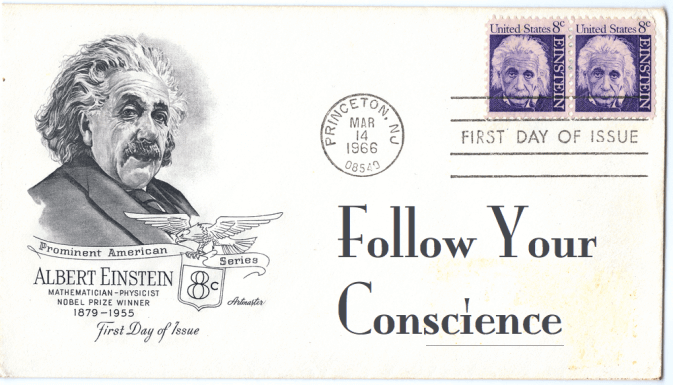 United States 8c
EINSTEIN
United States 8c
EINSTEIN
PRINCETON, NJ
MAR
14
1966
08540
FIRST DAY OF ISSUE
Prominent American
Series
ALBERT EINSTEIN
8c
MATHEMATICIAN-PHYSICIST
NOBEL PRIZE WINNER
1879-1955
First Day of Issue
Artmaster
Follow Your
Conscience